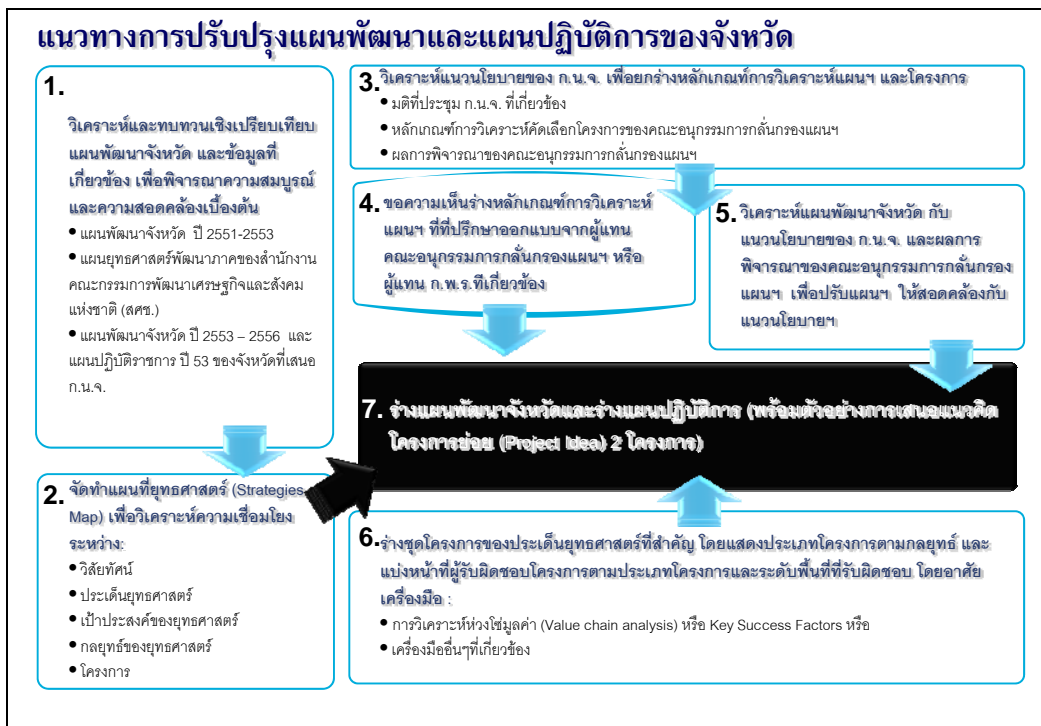 แนวทางการปรับปรุงแผนพัฒนาและแผนปฏิบัติการของจังหวัด
1.
วิเคราะห์และทบทวนเชิงเปรียบเทียบ
แผนพัฒนาจังหวัด และข้อมูลที่
เกี่ยวข้อง เพื่อพิจารณาความสมบูรณ์
และความสอดคล้องเบื้องต้น
• แผนพัฒนาจังหวัด ปี 2551-2553
• แผนยุทธศาสตร์พัฒนาภาคของสำนักงาน
คณะกรรมการพัฒนาเศรษฐกิจและสังคม
แห่งชาติ (สศช.)
• แผนพัฒนาจังหวัด ปี 2553 – 2556 และ
แผนปฏิบัติราชการ ปี 53 ของจังหวัดที่เสนอ
ก.น.จ.
2. จัดทำแผนที่ยุทธศาสตร์ (Strategies
Map) เพื่อวิเคราะห์ความเชื่อมโยง
ระหว่าง:
• วิสัยทัศน์
• ประเด็นยุทธศาสตร์
• เป้าประสงค์ของยุทธศาสตร์
• กลยุทธ์ของยุทธศาสตร์
• โครงการ
3. วิเคราะห์แนวนโยบายของ ก.น.จ. เพื่อยกร่างหลักเกณฑ์การวิเคราะห์แผนฯ และโครงการ
• มติที่ประชุม ก.น.จ. ที่เกี่ยวข้อง
• หลักเกณฑ์การวิเคราะห์คัดเลือกโครงการของคณะอนุกรรมการกลั่นกรองแผนฯ
• ผลการพิจารณาของคณะอนุกรรมการกลั่นกรองแผนฯ
4. ขอความเห็นร่างหลักเกณฑ์การวิเคราะห์
แผนฯ ที่ที่ปรึกษาออกแบบจากผู้แทน
คณะอนุกรรมการกลั่นกรองแผนฯ หรือ
ผู้แทน ก.พ.ร.ที่เกี่ยวข้อง
5. วิเคราะห์แผนพัฒนาจังหวัด กับ
แนวนโยบายของ ก.น.จ. และผลการ
พิจารณาของคณะอนุกรรมการกลั่นกรอง
แผนฯ เพื่อปรับแผนฯ ให้สอดคล้องกับ
แนวนโยบายฯ
7. ร่างแผนพัฒนาจังหวัดและร่างแผนปฏิบัติการ (พร้อมตัวอย่างการเสนอแนวคิด
โครงการย่อย (Project Idea) 2 โครงการ)
6. ร่างชุดโครงการของประเด็นยุทธศาสตร์ที่สำคัญ โดยแสดงประเภทโครงการตามกลยุทธ์ และ
แบ่งหน้าที่ผู้รับผิดชอบโครงการตามประเภทโครงการและระดับพื้นที่ที่รับผิดชอบ โดยอาศัย
เครื่องมือ :
• การวิเคราะห์ห่วงโซ่มูลค่า (Value chain analysis) หรือ Key Success Factors หรือ
• เครื่องมืออื่นๆที่เกี่ยวข้อง